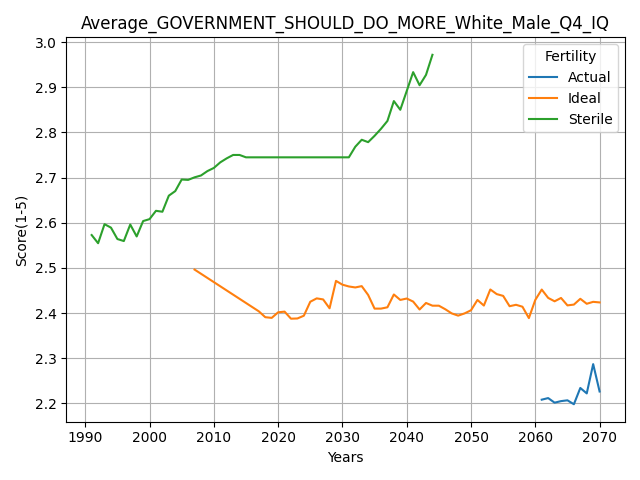 Average_GOVERNMENT_SHOULD_DO_MORE_White_Male_Q4_IQ
Fertility
Actual
Ideal
Sterile
Score(1-5)
3.0
2.9
2.8
2.7
2.6
2.5
2.4
2.3
2.2
1990 2000 2010 2020 2030 2040 2050 2060 2070
Years